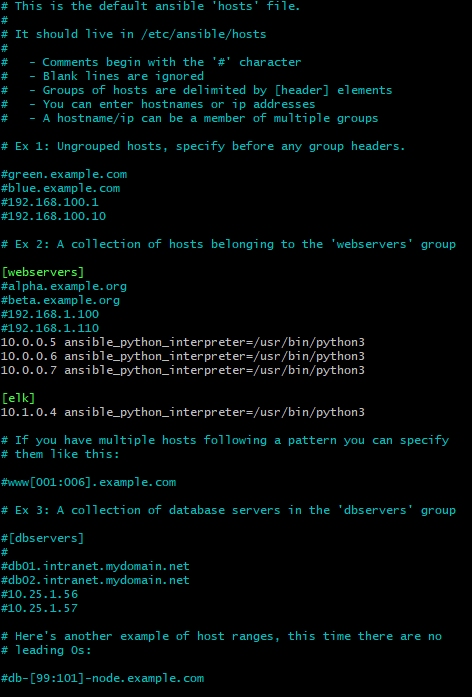 # This is the default ansible 'hosts' file.
#
# It should live in /etc/ansible/hosts
#
#   - Comments begin with the '#' character
#   - Blank lines are ignored
#   - Groups of hosts are delimited by [header] elements
#   - You can enter hostnames or ip addresses
#   - A hostname/ip can be a member of multiple groups
# Ex 1: Ungrouped hosts, specify before any group headers.
#green.example.com
#blue.example.com
#192.168.100.1
#192.168.100.10
# Ex 2: A collection of hosts belonging to the 'webservers' group
[webservers]
#alpha.example.org
#beta.example.org
#192.168.1.100
#192.168.1.110
10.0.0.5 ansible_python_interpreter=/usr/bin/python3
10.0.0.6 ansible_python_interpreter=/usr/bin/python3
10.0.0.7 ansible_python_interpreter=/usr/bin/python3
[elk]
10.1.0.4 ansible_python_interpreter=/usr/bin/python3
# If you have multiple hosts following a pattern you can specify
# them like this:
#www[001:006].example.com
# Ex 3: A collection of database servers in the 'dbservers' group
#[dbservers]
#
#db01.intranet.mydomain.net
#db02.intranet.mydomain.net
#10.25.1.56
#10.25.1.57
# Here's another example of host ranges, this time there are no
# leading 0s:
#db-[99:101]-node.example.com